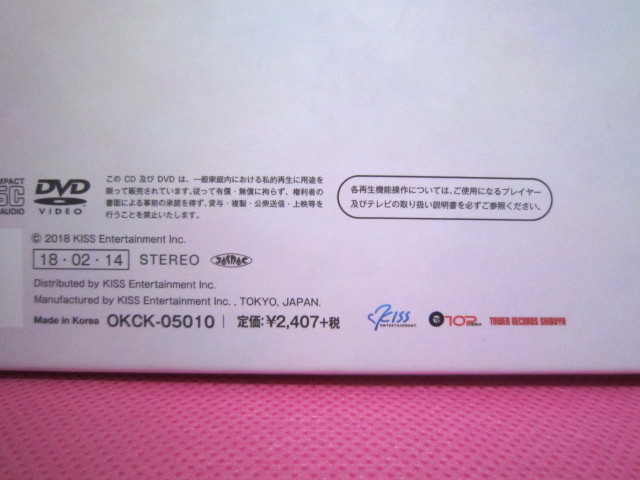 DVD
VIDEO
このCD及びDVDは、一般家庭内における私的再生に用途を
限って販売されています。従って有償・無償に拘らず、権利者の
書面による事前の承諾を得ず、貸与・複製・公衆送信・上映等を
行うことを禁止いたします。
各再生機能操作については、ご使用になるプレイヤー
及びテレビの取り扱い説明書を必ずご参照ください。
© 2018 KISS Entertainment Inc.
18・02・14 STEREO JASRAC
Distributed by KISS Entertainment Inc.
Manufactured by KISS Entertainment Inc. , TOKYO, JAPAN.
Made in Korea OKCK-05010 定価:¥2,407+税
KISS
ENTERTAINMENT
TOP
TOWER RECORDS SHIBUYA